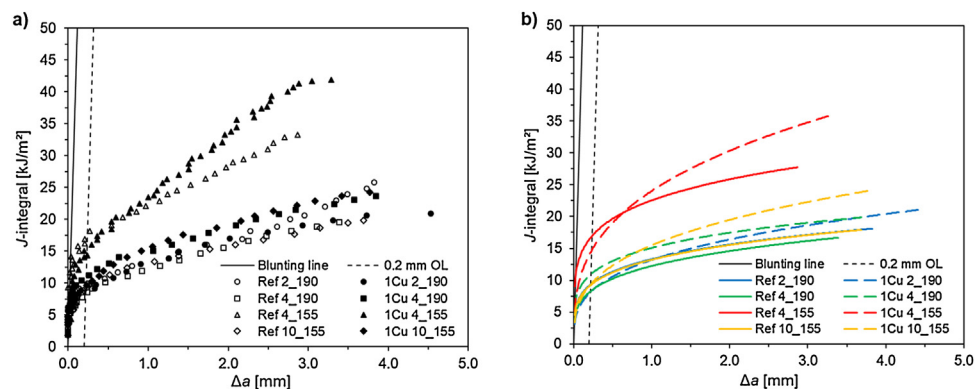 a)
50
45
40
35
30
25
20
15
10
5
0
J-integral [kJ/m²]
0.0 1.0 2.0 3.0 4.0 5.0
Δa [mm]
Blunting line 0.2 mm OL
Ref 2_190 1Cu 2_190
Ref 4_190 1Cu 4_190
Ref 4_155 1Cu 4_155
Ref 10_155 1Cu 10_155
b)
50
45
40
35
30
25
20
15
10
5
0
J-integral [kJ/m²]
0.0 1.0 2.0 3.0 4.0 5.0
Δa [mm]
Blunting line 0.2 mm OL
Ref 2_190 1Cu 2_190
Ref 4_190 1Cu 4_190
Ref 4_155 1Cu 4_155
Ref 10_155 1Cu 10_155